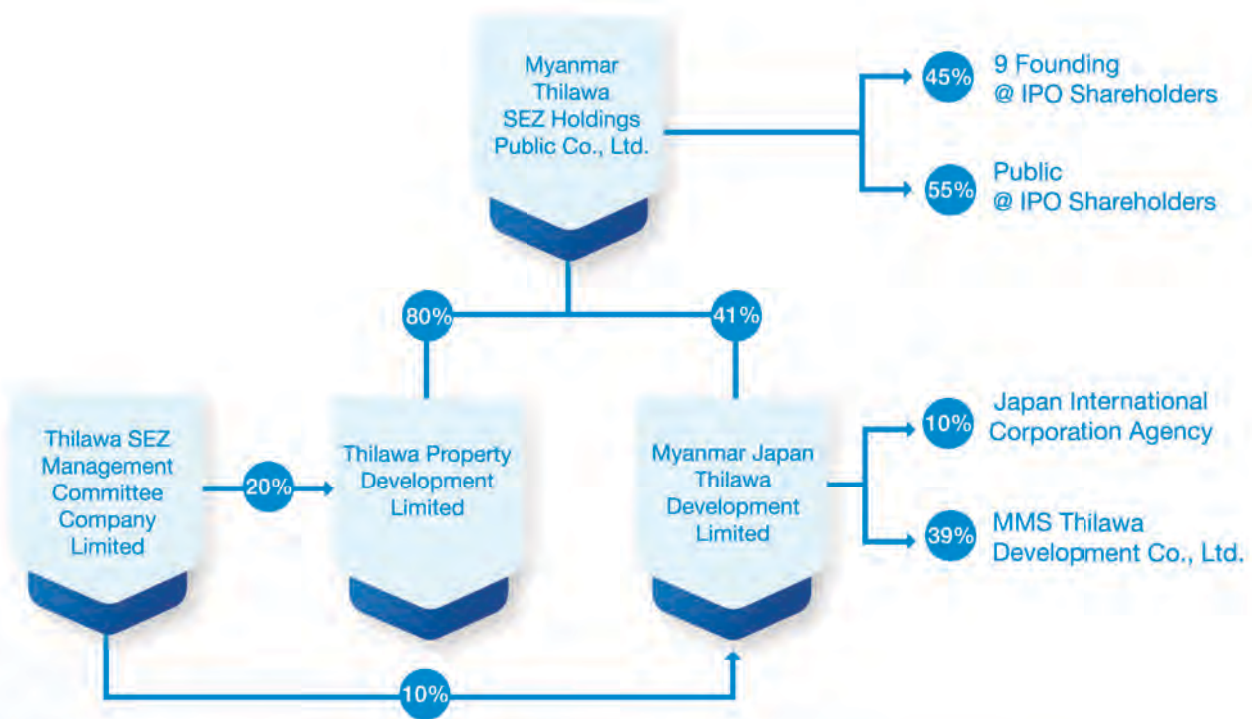 Myanmar
Thilawa
SEZ Holdings
Public Co., Ltd.
45%
9 Founding
@ IPO Shareholders
55%
Public
@ IPO Shareholders
80%
41%
Thilawa SEZ
Management
Committee
Company
Limited
20%
Thilawa Property
Development
Limited
Myanmar Japan
Thilawa
Development
Limited
10%
Japan International
Corporation Agency
39%
MMS Thilawa
Development Co., Ltd.
10%